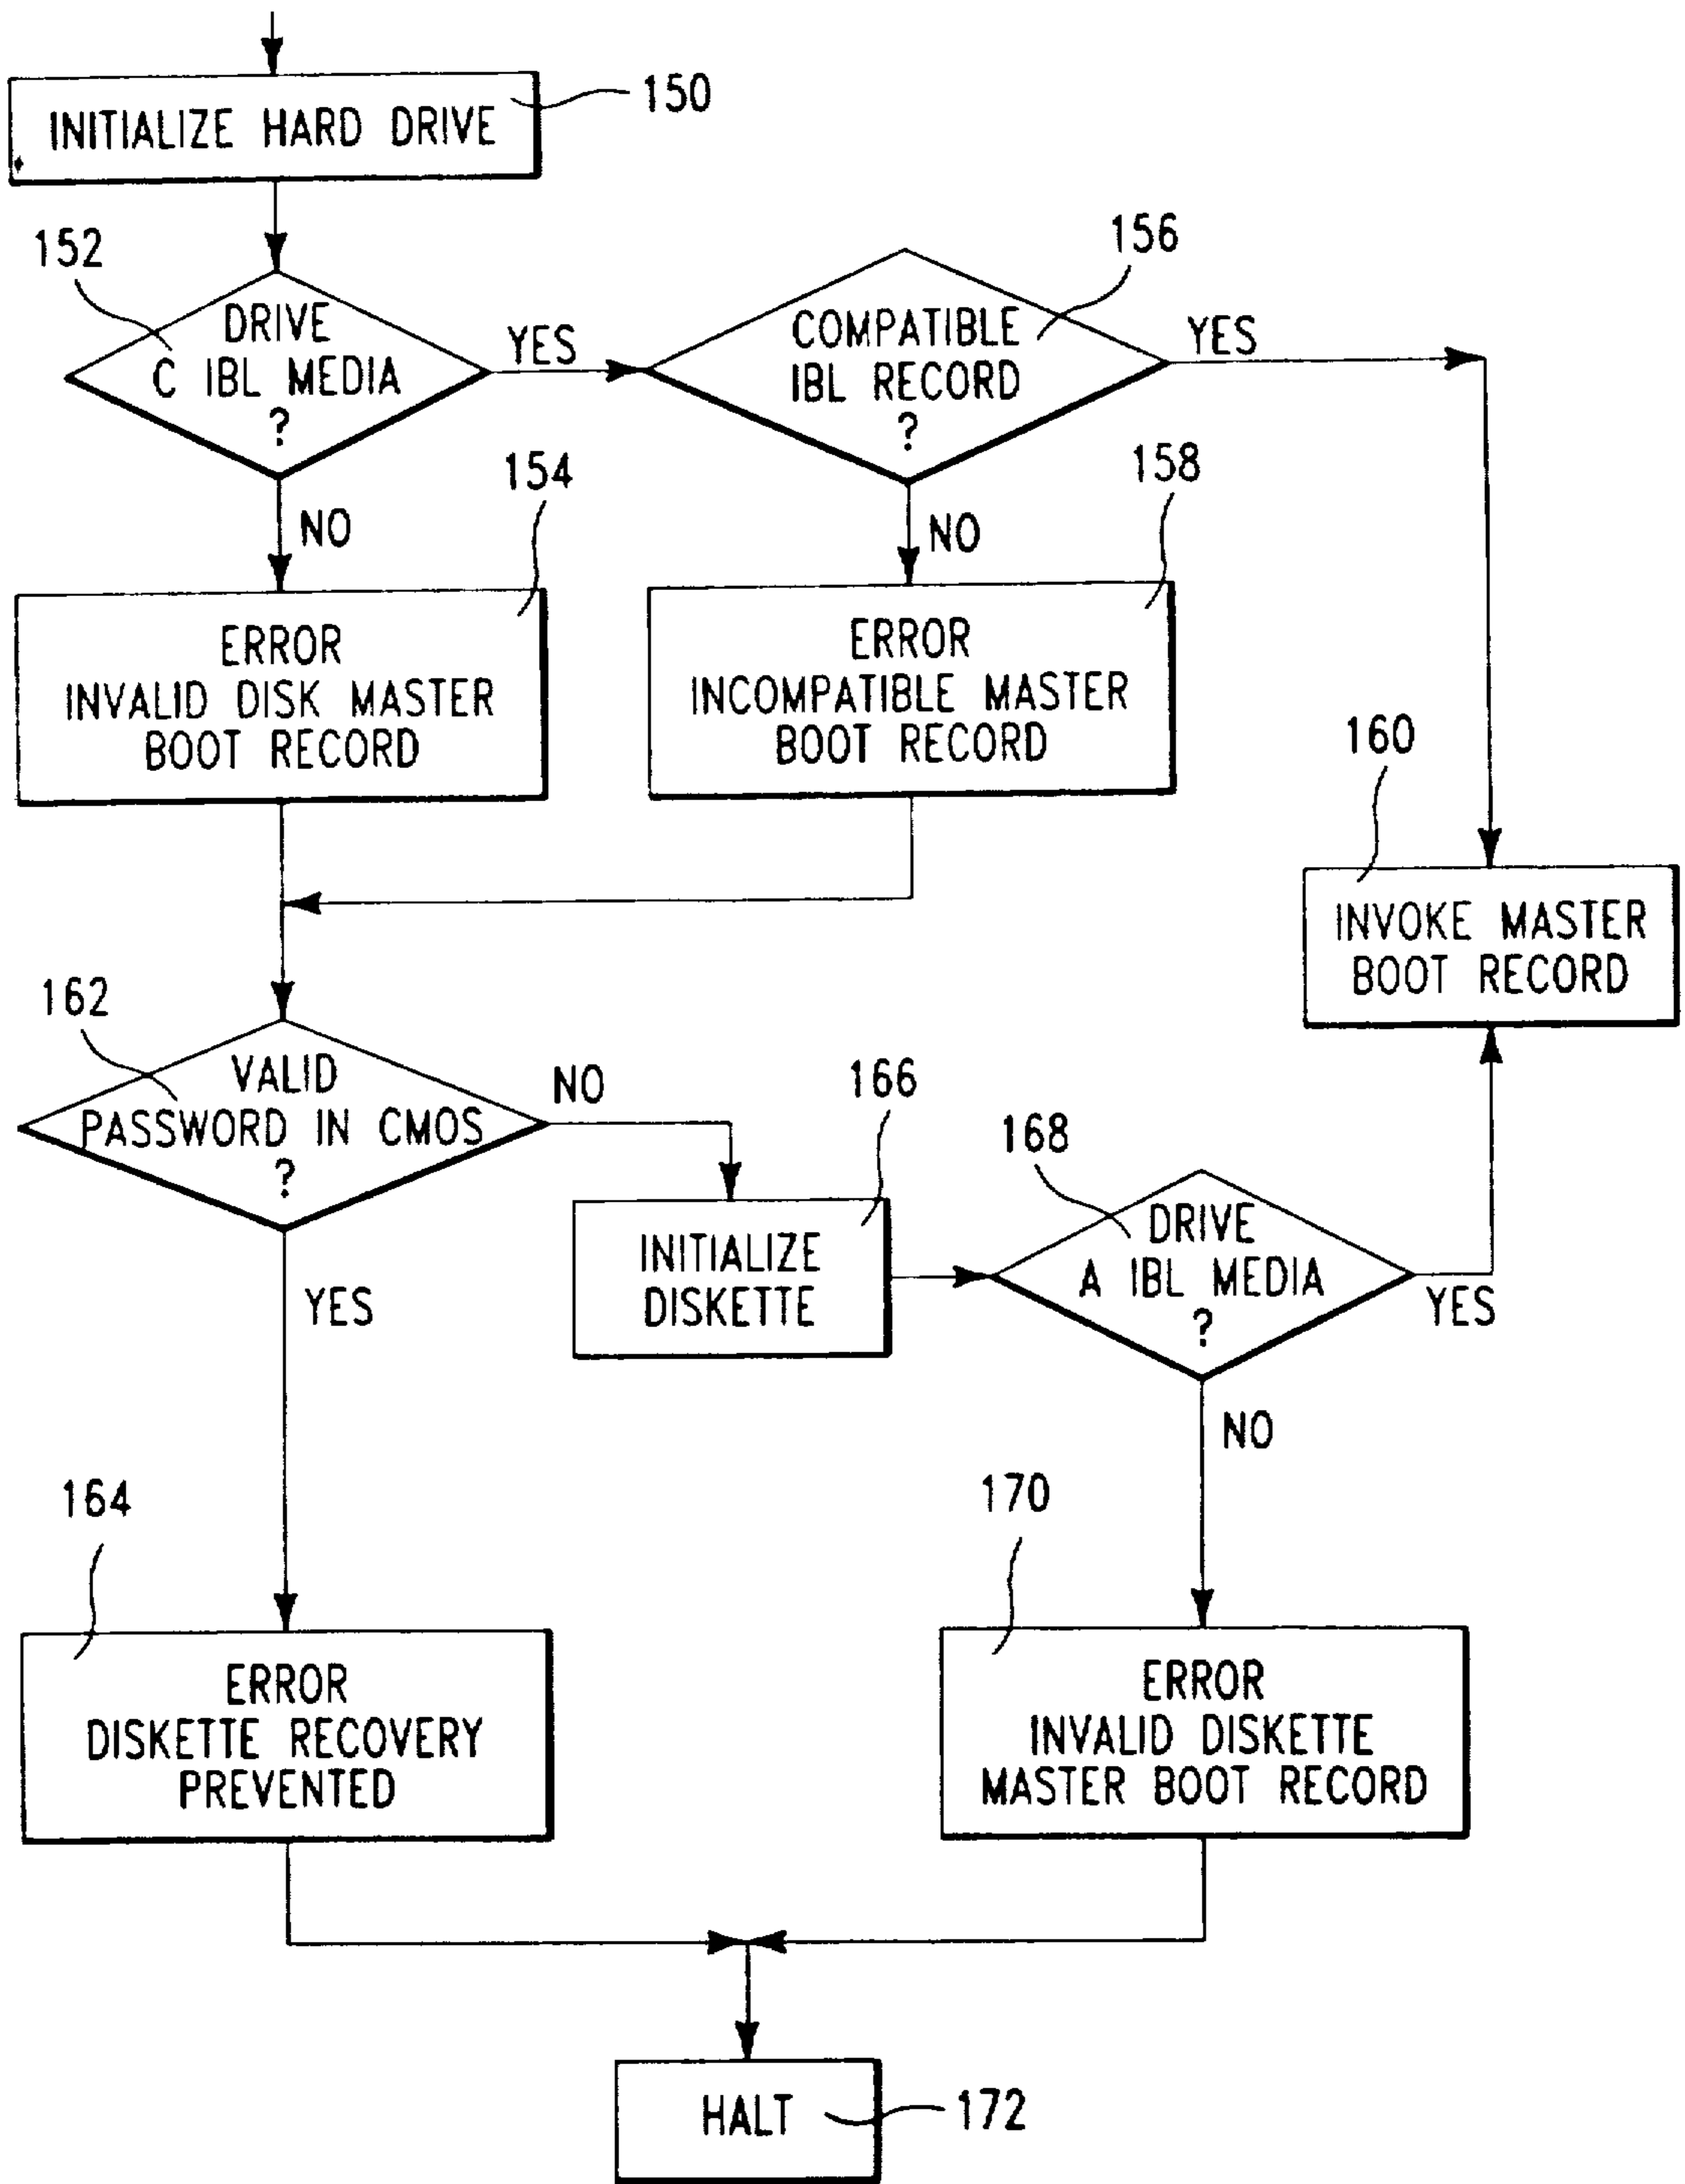 INITIALIZE HARD DRIVE
150
152
DRIVE
C IBL MEDIA
?
YES
NO
156
COMPATIBLE
IBL RECORD
?
YES
NO
154
ERROR
INVALID DISK MASTER
BOOT RECORD
158
ERROR
INCOMPATIBLE MASTER
BOOT RECORD
160
INVOKE MASTER
BOOT RECORD
162
VALID
PASSWORD IN CMOS
?
NO
YES
166
INITIALIZE
DISKETTE
168
DRIVE
A IBL MEDIA
?
YES
NO
164
ERROR
DISKETTE RECOVERY
PREVENTED
170
ERROR
INVALID DISKETTE
MASTER BOOT RECORD
HALT
172